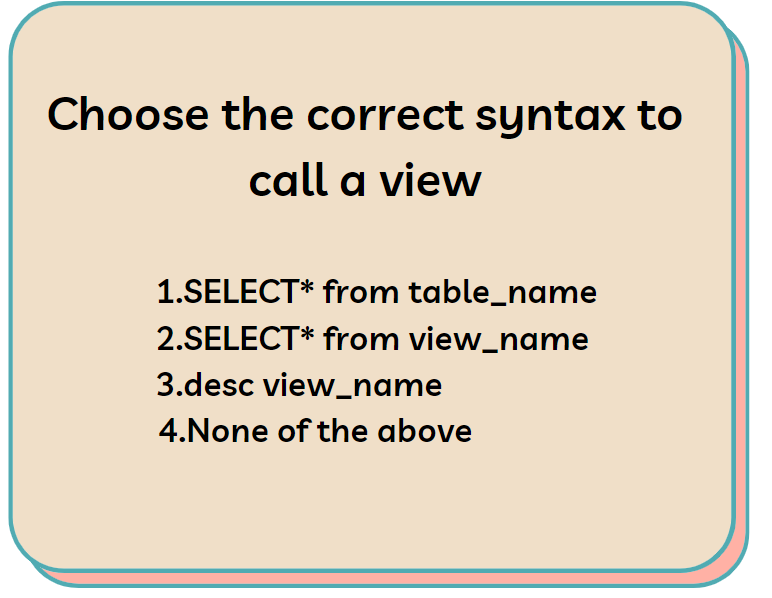 Choose the correct syntax to
call a view
1.SELECT* from table_name
2.SELECT* from view_name
3.desc view_name
4.None of the above